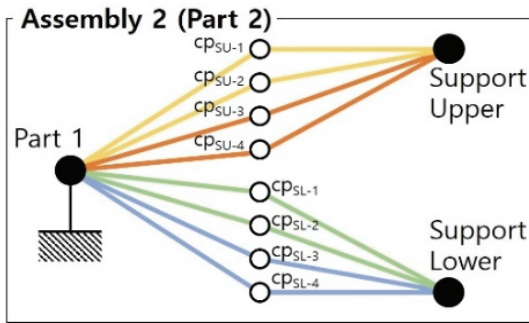 Assembly 2 (Part 2)
cpSU-1
cpSU-2
cpSU-3
cpSU-4
Support
Upper
Part 1
cpSL-1
cpSL-2
cpSL-3
cpSL-4
Support
Lower